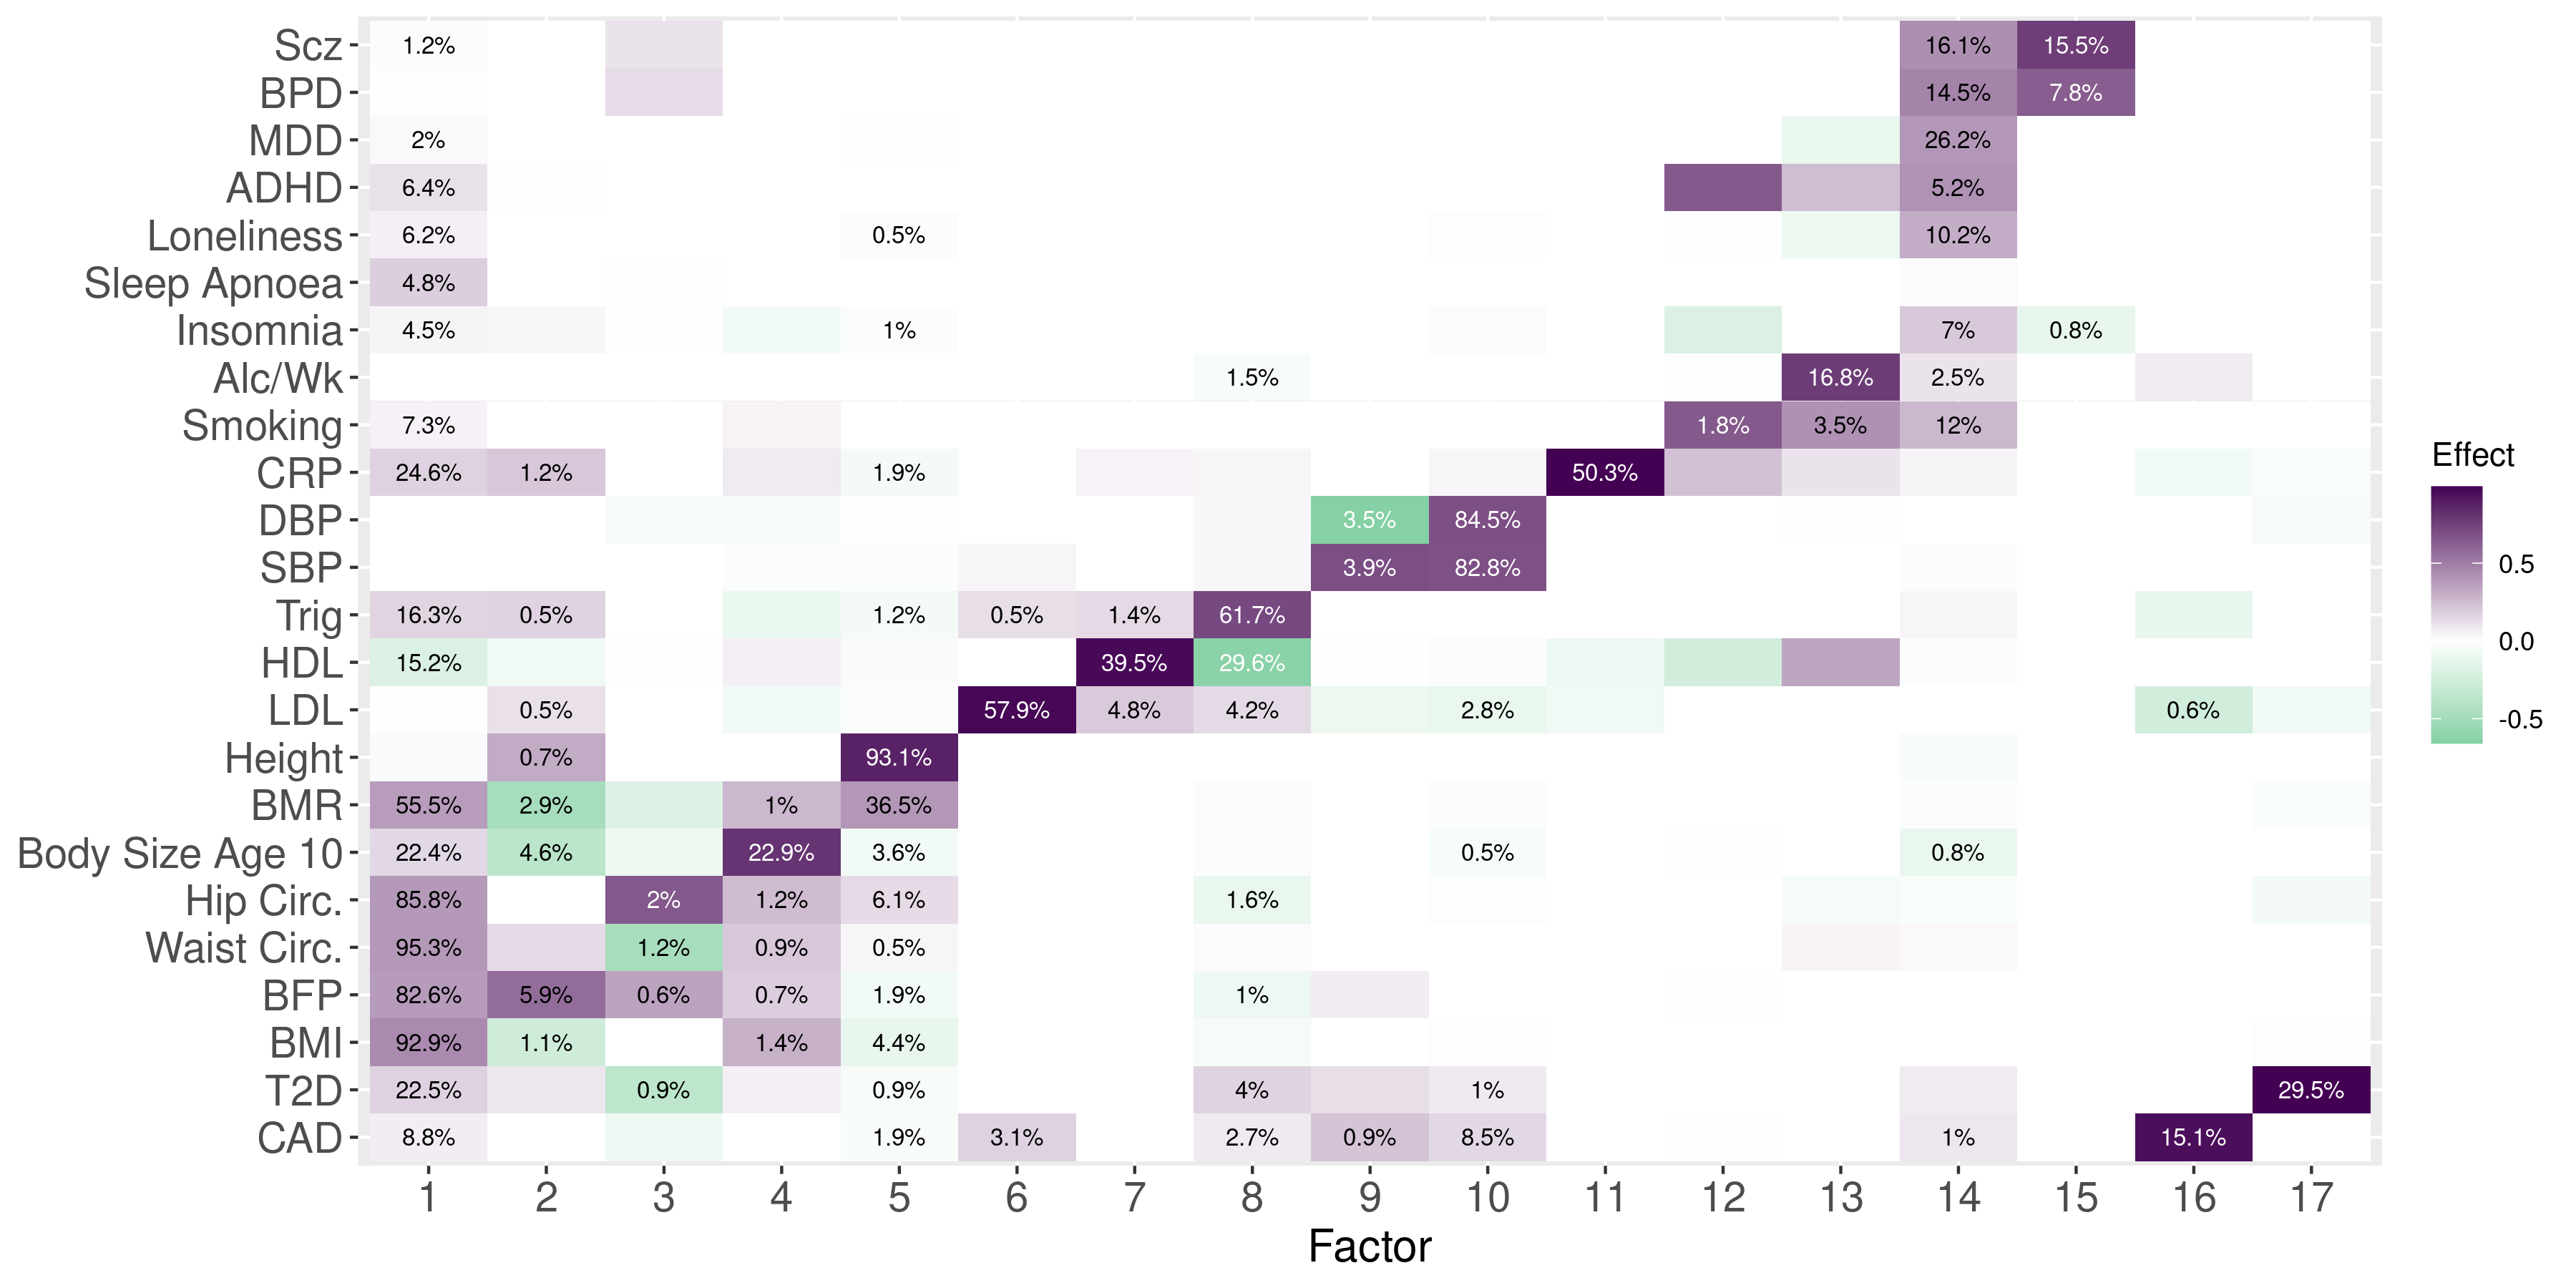 Scz 1.2% 16.1% 15.5%
BPD 14.5% 7.8%
MDD 2% 26.2%
ADHD 6.4% 5.2%
Loneliness 6.2% 0.5% 10.2%
Sleep Apnoea 4.8%
Insomnia 4.5% 1% 7% 0.8%
Alc/Wk 1.5% 16.8% 2.5%
Smoking 7.3% 1.8% 3.5% 12%
CRP 24.6% 1.2% 1.9% 50.3%
DBP 3.5% 84.5%
SBP 3.9% 82.8%
Trig 16.3% 0.5% 1.2% 0.5% 1.4% 61.7%
HDL 15.2% 39.5% 29.6%
LDL 0.5% 57.9% 4.8% 4.2% 2.8% 0.6%
Height 0.7% 93.1%
BMR 55.5% 2.9% 1% 36.5%
Body Size Age 10 22.4% 4.6% 22.9% 3.6% 0.5% 0.8%
Hip Circ. 85.8% 2% 1.2% 6.1% 1.6%
Waist Circ. 95.3% 1.2% 0.9% 0.5%
BFP 82.6% 5.9% 0.6% 0.7% 1.9% 1%
BMI 92.9% 1.1% 1.4% 4.4%
T2D 22.5% 0.9% 0.9% 4% 1% 29.5%
CAD 8.8% 1.9% 3.1% 2.7% 0.9% 8.5% 1% 15.1%
1 2 3 4 5 6 7 8 9 10 11 12 13 14 15 16 17
Factor
Effect
0.5
0.0
-0.5